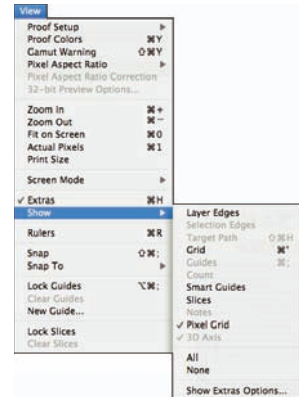 View
Proof Setup ▶
Proof Colors ⌘Y
Gamut Warning ⇧⌘Y
Pixel Aspect Ratio ▶
Pixel Aspect Ratio Correction
32-bit Preview Options...
Zoom In ⌘+
Zoom Out ⌘−
Fit on Screen ⌘0
Actual Pixels ⌘1
Print Size
Screen Mode ▶
✓ Extras ⌘H
Show ▶
Rulers ⌘R
Snap ⇧⌘;
Snap To ▶
Lock Guides ⌥⌘;
Clear Guides
New Guide...
Lock Slices
Clear Slices
Layer Edges
Selection Edges
Target Path ⇧⌘H
Grid ⌘'
Guides ⌘;
Count
Smart Guides
Slices
Notes
✓ Pixel Grid
✓ 3D Axis
All
None
Show Extras Options...